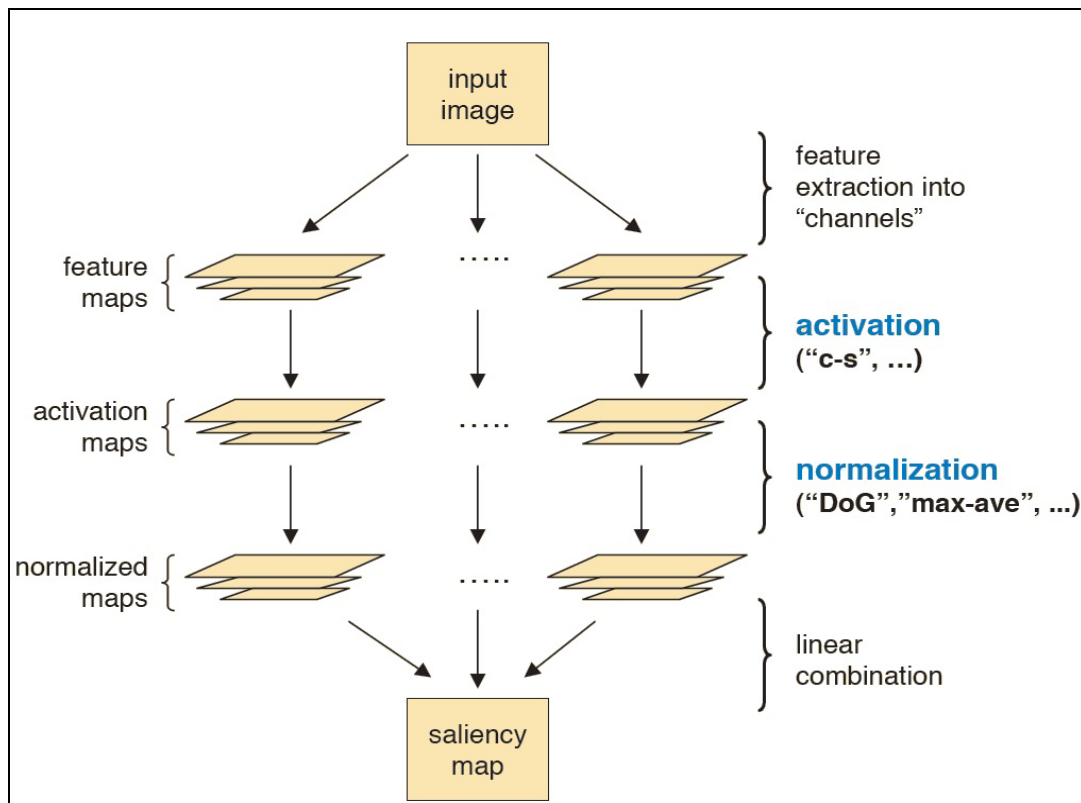 input
image
feature
extraction into
“channels”
feature
maps
.....
activation
(“c-s”, ...)
activation
maps
.....
normalization
(“DoG”,”max-ave”, ...)
normalized
maps
.....
linear
combination
saliency
map